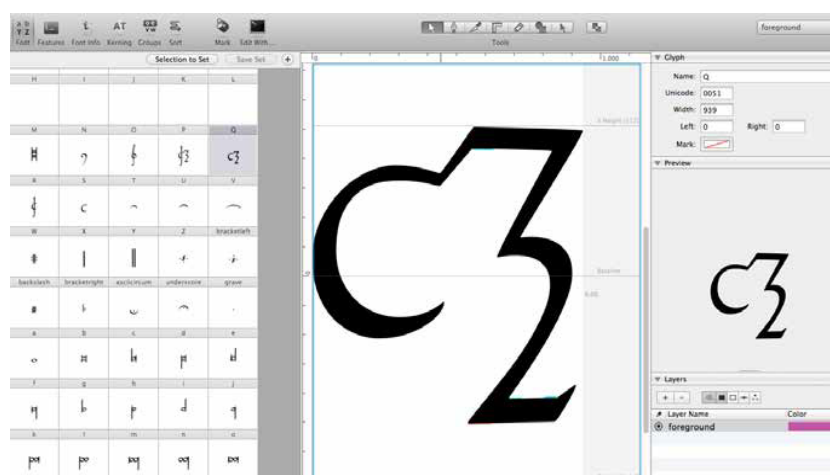 Font Features Font Info Kerning Groups Sort Mark Edit With... Tools
foreground
Selection to Set Save Set +
Glyph
Name: Q
Unicode: 0051
Width: 939
Left: 0 Right: 0
Mark:
Preview
Layers
Layer Name Color
foreground
H I J K L
M N O P Q
R S T U V
W X Y Z bracketleft
backslash bracketright asciicircum underscore grave
a b c d e
f g h i j
k l m n o
Baseline